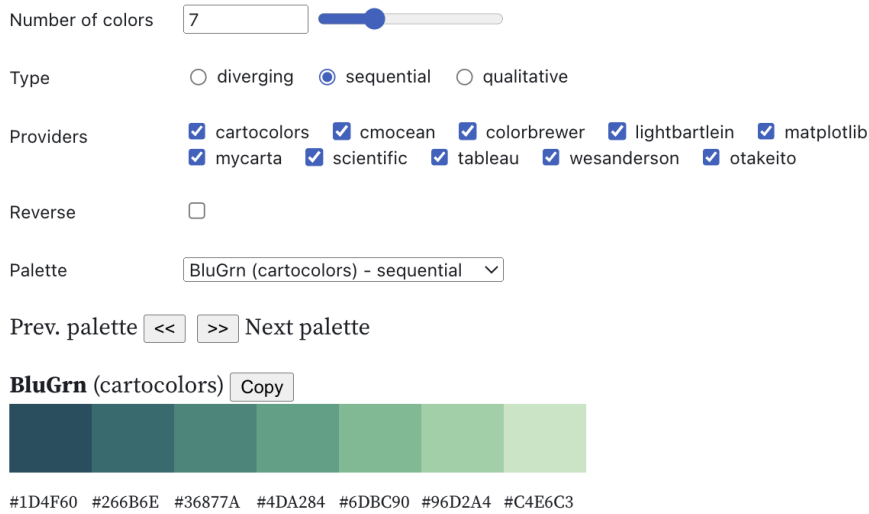 Number of colors 7
Type diverging sequential qualitative
Providers cartocolors cmocean colorbrewer lightbartlein matplotlib
mycarta scientific tableau wesanderson otakeito
Reverse
Palette BluGrn (cartocolors) - sequential
Prev. palette << >> Next palette
BluGrn (cartocolors) Copy
#1D4F60 #266B6E #36877A #4DA284 #6DBC90 #96D2A4 #C4E6C3